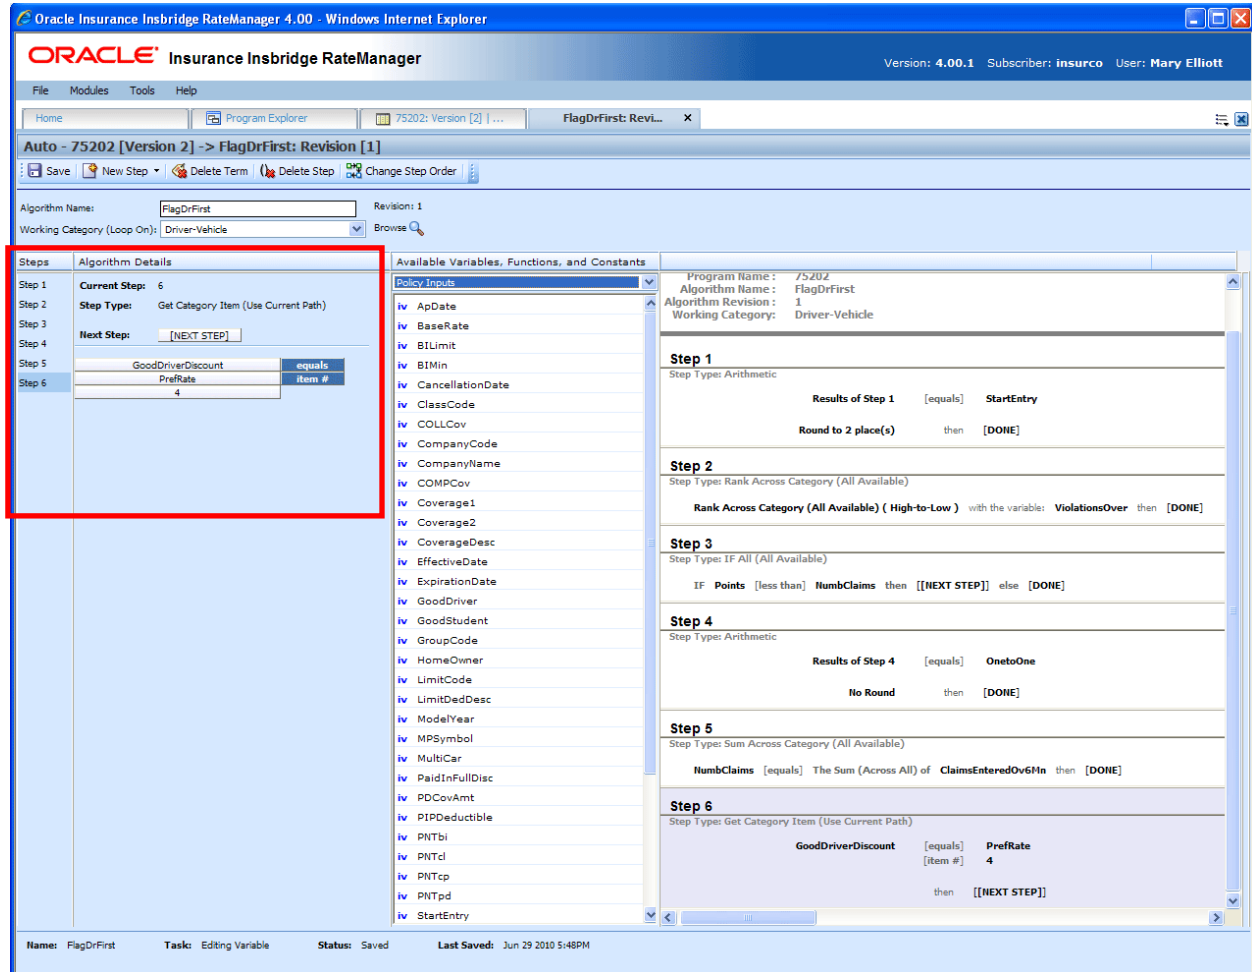 Oracle Insurance Insbridge RateManager 4.00 - Windows Internet Explorer
ORACLE Insurance Insbridge RateManager
Version: 4.00.1 Subscriber: insurco User: Mary Elliott
File Modules Tools Help
Home Program Explorer 75202: Version [2] | ... FlagDrFirst: Revi... x
Auto - 75202 [Version 2] -> FlagDrFirst: Revision [1]
Save New Step Delete Term Delete Step Change Step Order
Algorithm Name: FlagDrFirst Revision: 1
Working Category (Loop On): Driver-Vehicle Browse
Steps Algorithm Details Available Variables, Functions, and Constants
Step 1
Step 2
Step 3
Step 4
Step 5
Step 6
Current Step: 6
Step Type: Get Category Item (Use Current Path)
Next Step: [NEXT STEP]
GoodDriverDiscount equals
PrefRate item #
4
Policy Inputs
iv ApDate
iv BaseRate
iv BILimit
iv BIMin
iv CancellationDate
iv ClassCode
iv COLLCov
iv CompanyCode
iv CompanyName
iv COMPCov
iv Coverage1
iv Coverage2
iv CoverageDesc
iv EffectiveDate
iv ExpirationDate
iv GoodDriver
iv GoodStudent
iv GroupCode
iv HomeOwner
iv LimitCode
iv LimitDedDesc
iv ModelYear
iv MPSymbol
iv MultiCar
iv PaidInFullDisc
iv PDCovAmt
iv PIPDeductible
iv PNTbi
iv PNTcl
iv PNTcp
iv PNTpd
iv StartEntry
Program Name : 75202
Algorithm Name : FlagDrFirst
Algorithm Revision : 1
Working Category: Driver-Vehicle
Step 1
Step Type: Arithmetic
Results of Step 1 [equals] StartEntry
Round to 2 place(s) then [DONE]
Step 2
Step Type: Rank Across Category (All Available)
Rank Across Category (All Available) ( High-to-Low ) with the variable: ViolationsOver then [DONE]
Step 3
Step Type: IF All (All Available)
IF Points [less than] NumbClaims then [[NEXT STEP]] else [DONE]
Step 4
Step Type: Arithmetic
Results of Step 4 [equals] OnetoOne
No Round then [DONE]
Step 5
Step Type: Sum Across Category (All Available)
NumbClaims [equals] The Sum (Across All) of ClaimsEnteredOv6Mn then [DONE]
Step 6
Step Type: Get Category Item (Use Current Path)
GoodDriverDiscount [equals] PrefRate
[item #] 4
then [[NEXT STEP]]
Name: FlagDrFirst Task: Editing Variable Status: Saved Last Saved: Jun 29 2010 5:48PM